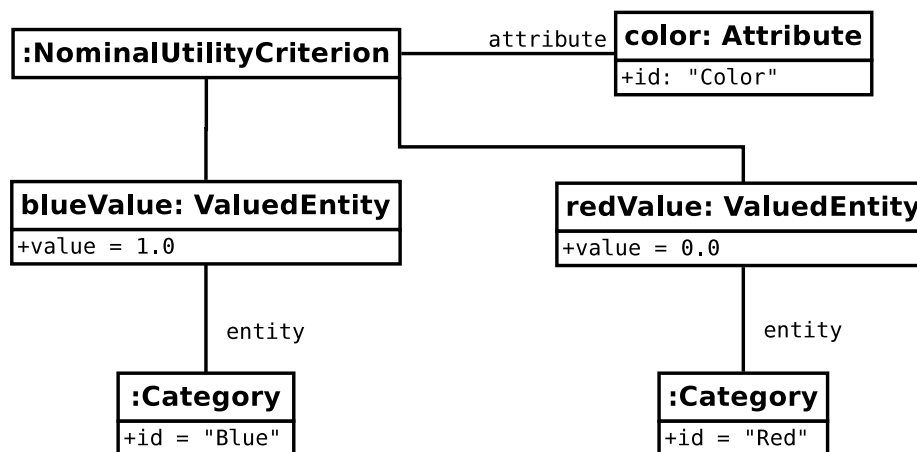 :NominalUtilityCriterion
attribute
color: Attribute
+id: "Color"
blueValue: ValuedEntity
+value = 1.0
redValue: ValuedEntity
+value = 0.0
entity
entity
:Category
+id = "Blue"
:Category
+id = "Red"